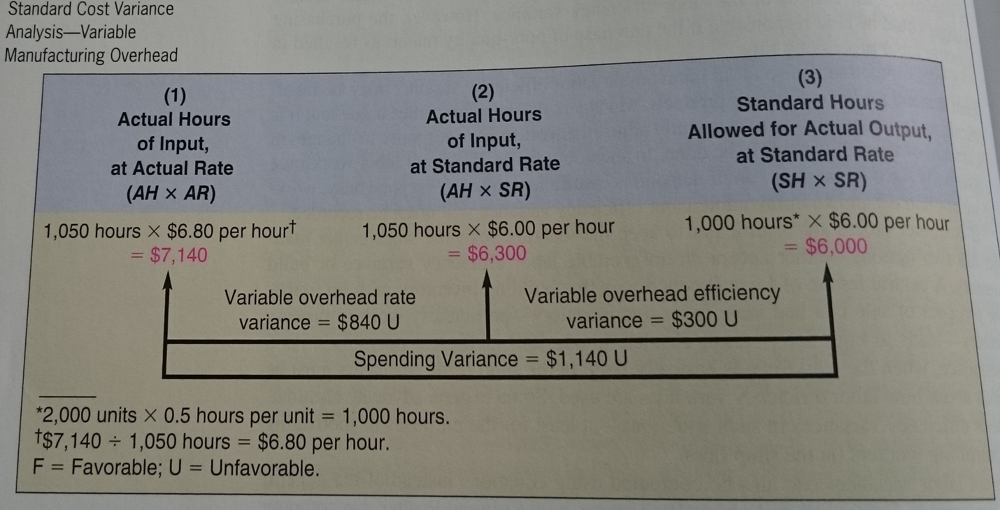 Standard Cost Variance
Analysis—Variable
Manufacturing Overhead
(1)
Actual Hours
of Input,
at Actual Rate
(AH × AR)
(2)
Actual Hours
of Input,
at Standard Rate
(AH × SR)
(3)
Standard Hours
Allowed for Actual Output,
at Standard Rate
(SH × SR)
1,050 hours × $6.80 per hour†
= $7,140
1,050 hours × $6.00 per hour
= $6,300
1,000 hours* × $6.00 per hour
= $6,000
Variable overhead rate
variance = $840 U
Variable overhead efficiency
variance = $300 U
Spending Variance = $1,140 U
*2,000 units × 0.5 hours per unit = 1,000 hours.
†$7,140 ÷ 1,050 hours = $6.80 per hour.
F = Favorable; U = Unfavorable.